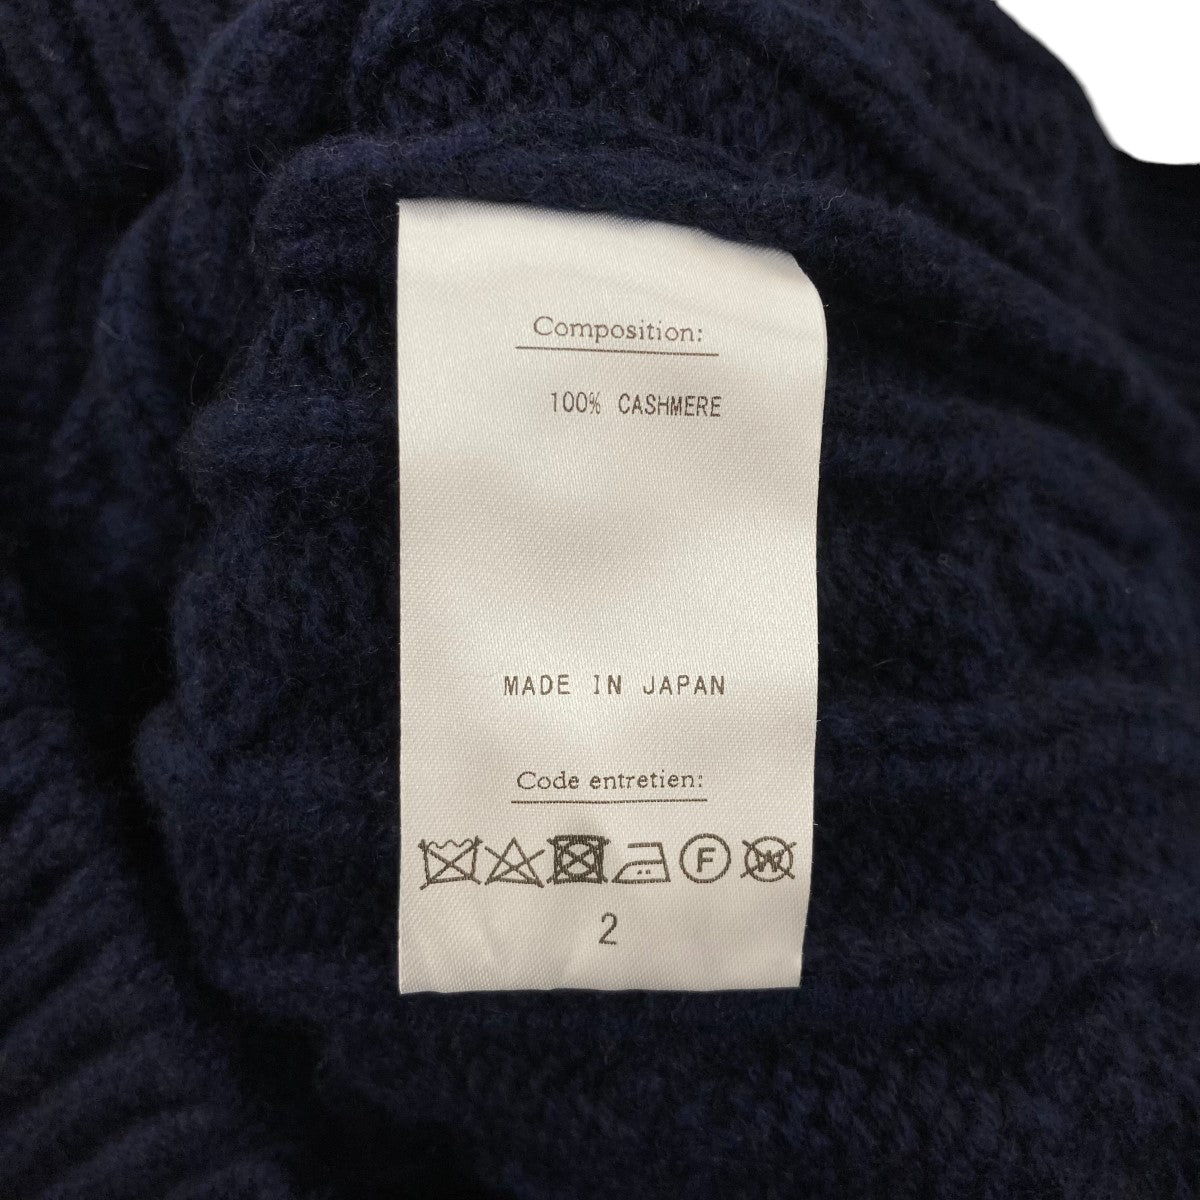 Composition:
100% CASHMERE
MADE IN JAPAN
Code entretien:
F W
2